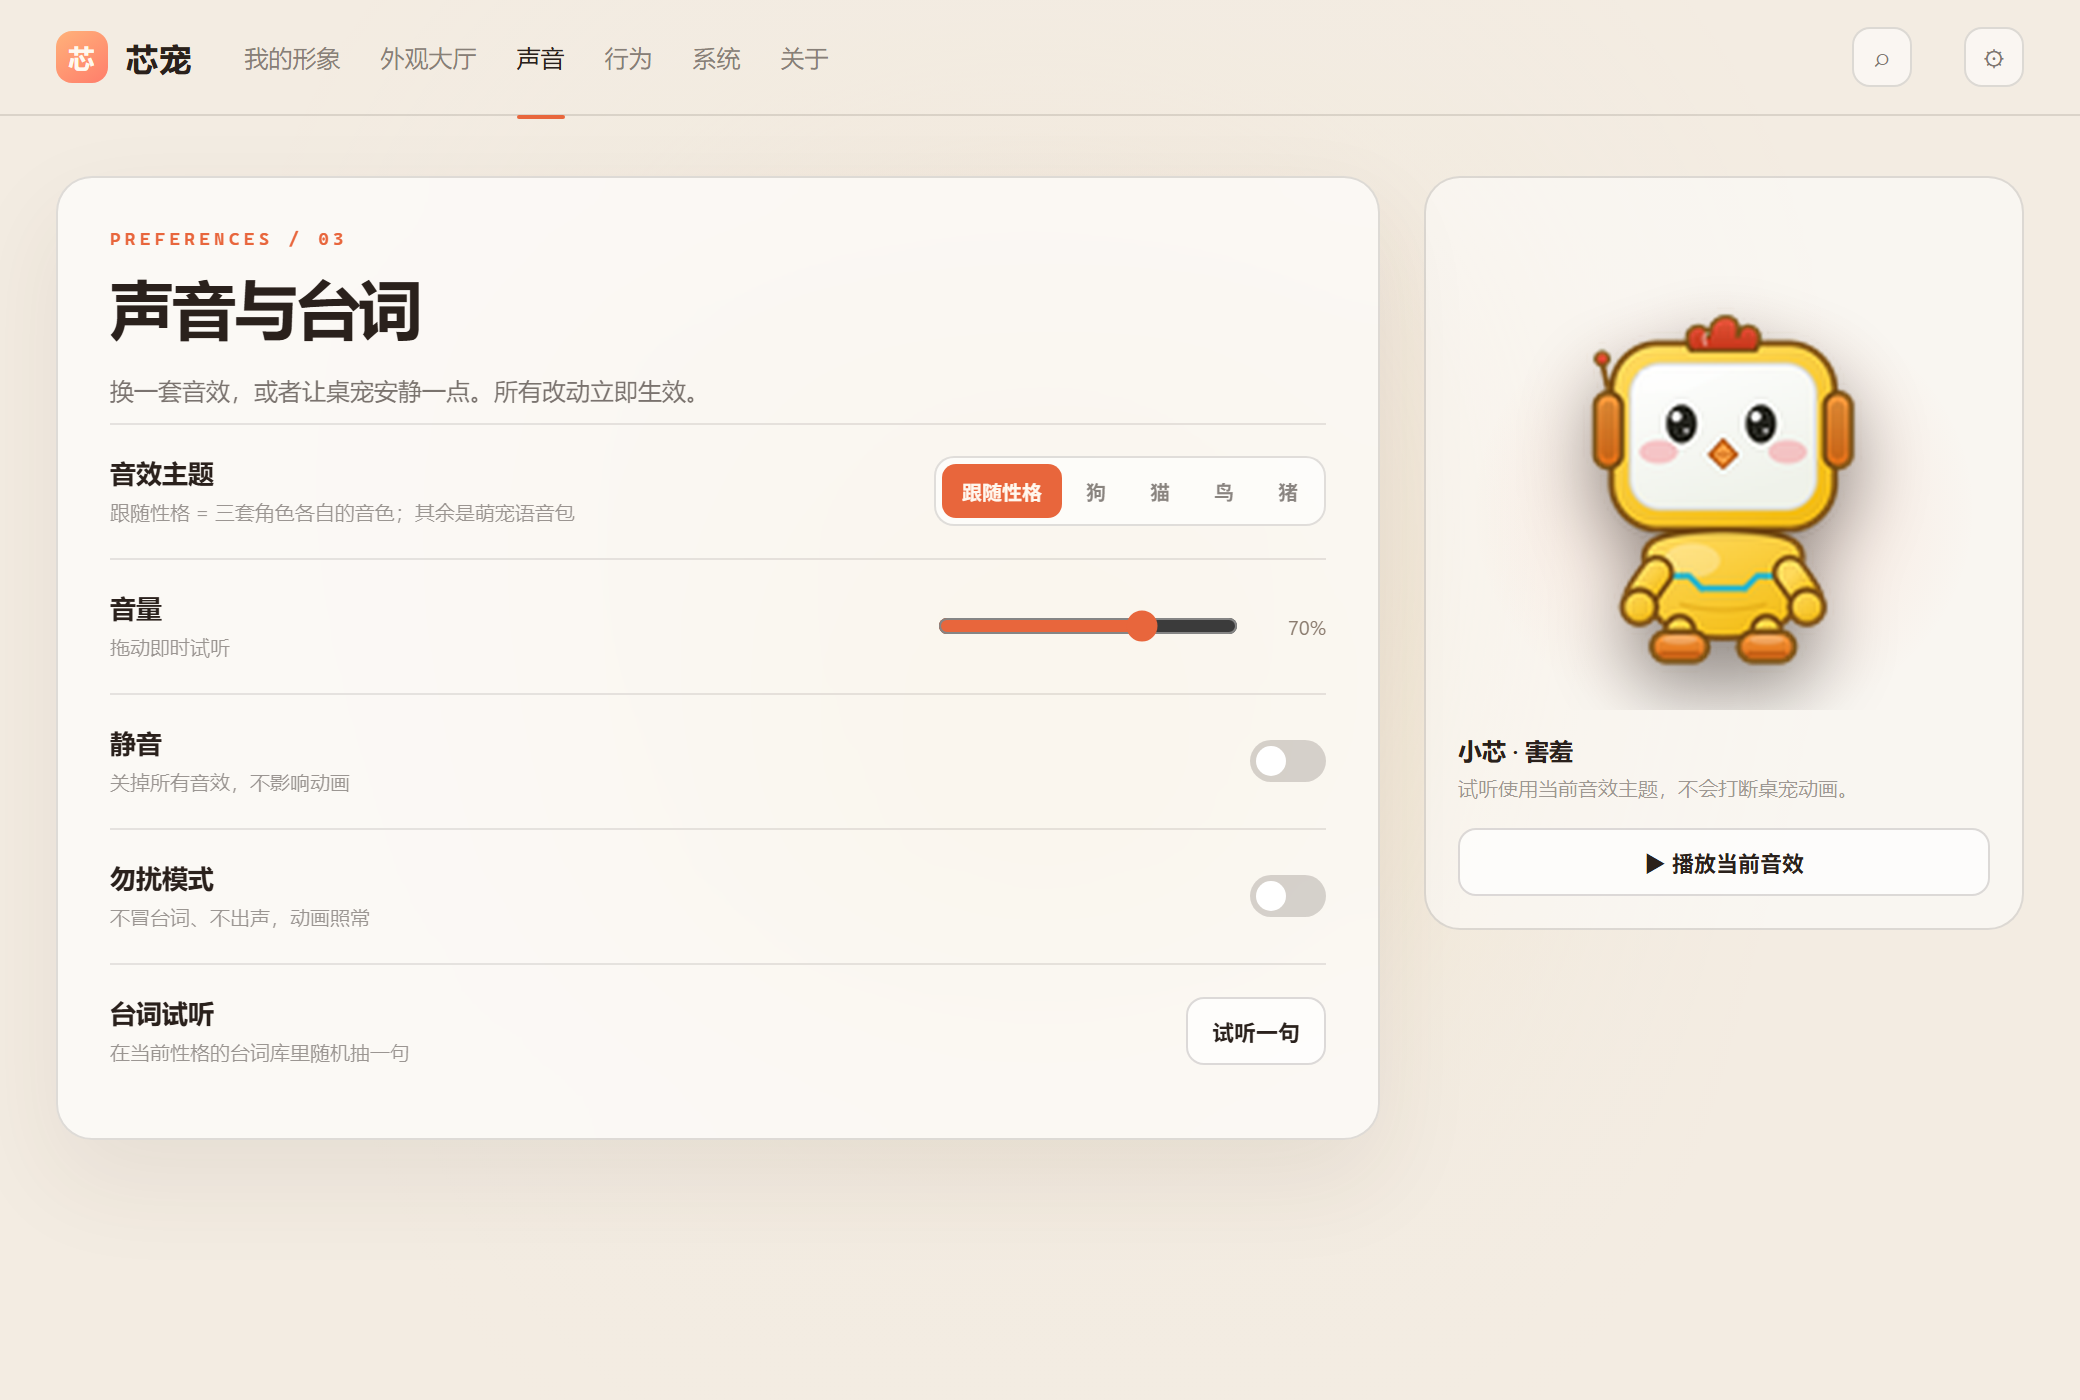 芯 芯宠 我的形象 外观大厅 声音 行为 系统 关于
PREFERENCES / 03
声音与台词
换一套音效，或者让桌宠安静一点。所有改动立即生效。
音效主题
跟随性格 = 三套角色各自的音色；其余是萌宠语音包
跟随性格 狗 猫 鸟 猪
音量
拖动即时试听
70%
静音
关掉所有音效，不影响动画
勿扰模式
不冒台词、不出声，动画照常
台词试听
在当前性格的台词库里随机抽一句
试听一句
小芯 · 害羞
试听使用当前音效主题，不会打断桌宠动画。
▶ 播放当前音效